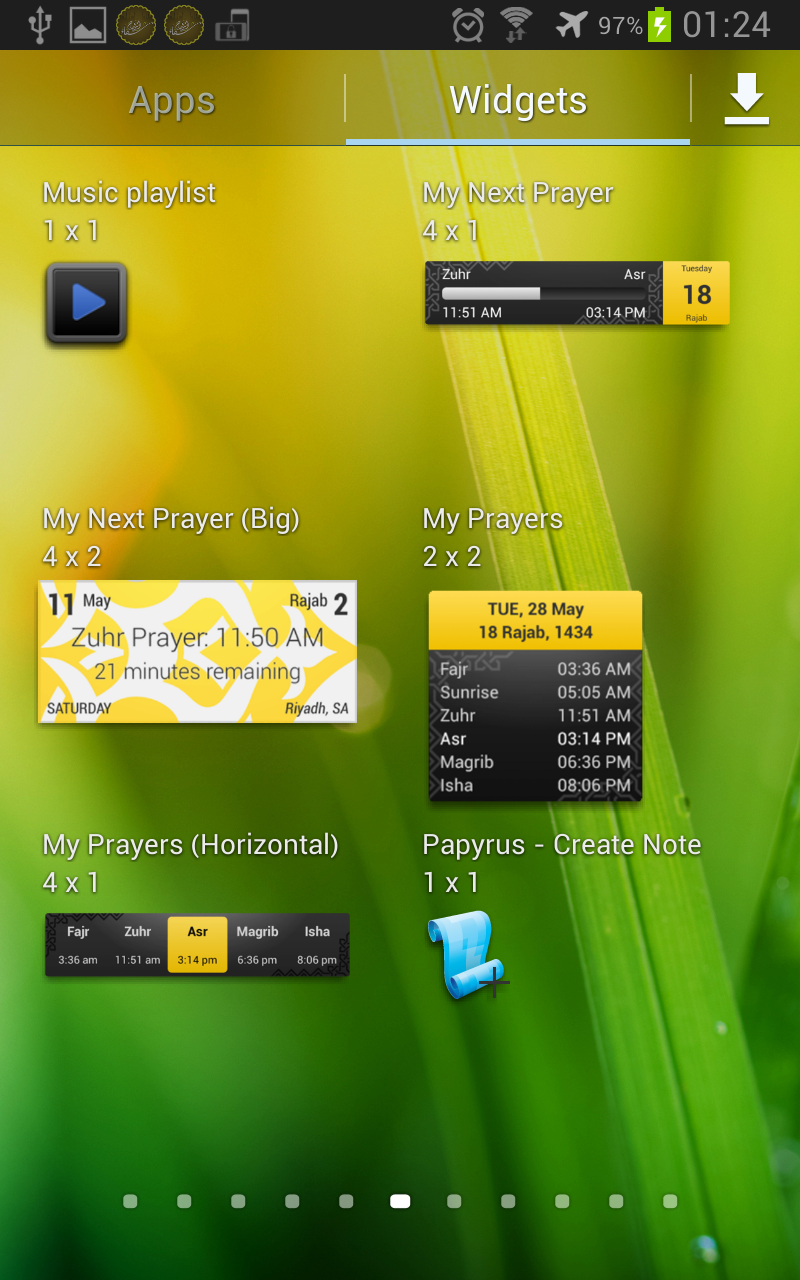 97% 01:24
Apps Widgets
Music playlist
1 x 1
My Next Prayer
4 x 1
Zuhr Asr
11:51 AM 03:14 PM
Tuesday
18
Rajab
My Next Prayer (Big)
4 x 2
11 May Rajab 2
Zuhr Prayer: 11:50 AM
21 minutes remaining
SATURDAY Riyadh, SA
My Prayers
2 x 2
TUE, 28 May
18 Rajab, 1434
Fajr 03:36 AM
Sunrise 05:05 AM
Zuhr 11:51 AM
Asr 03:14 PM
Magrib 06:36 PM
Isha 08:06 PM
My Prayers (Horizontal)
4 x 1
Fajr Zuhr Asr Magrib Isha
3:36 am 11:51 am 3:14 pm 6:36 pm 8:06 pm
Papyrus - Create Note
1 x 1